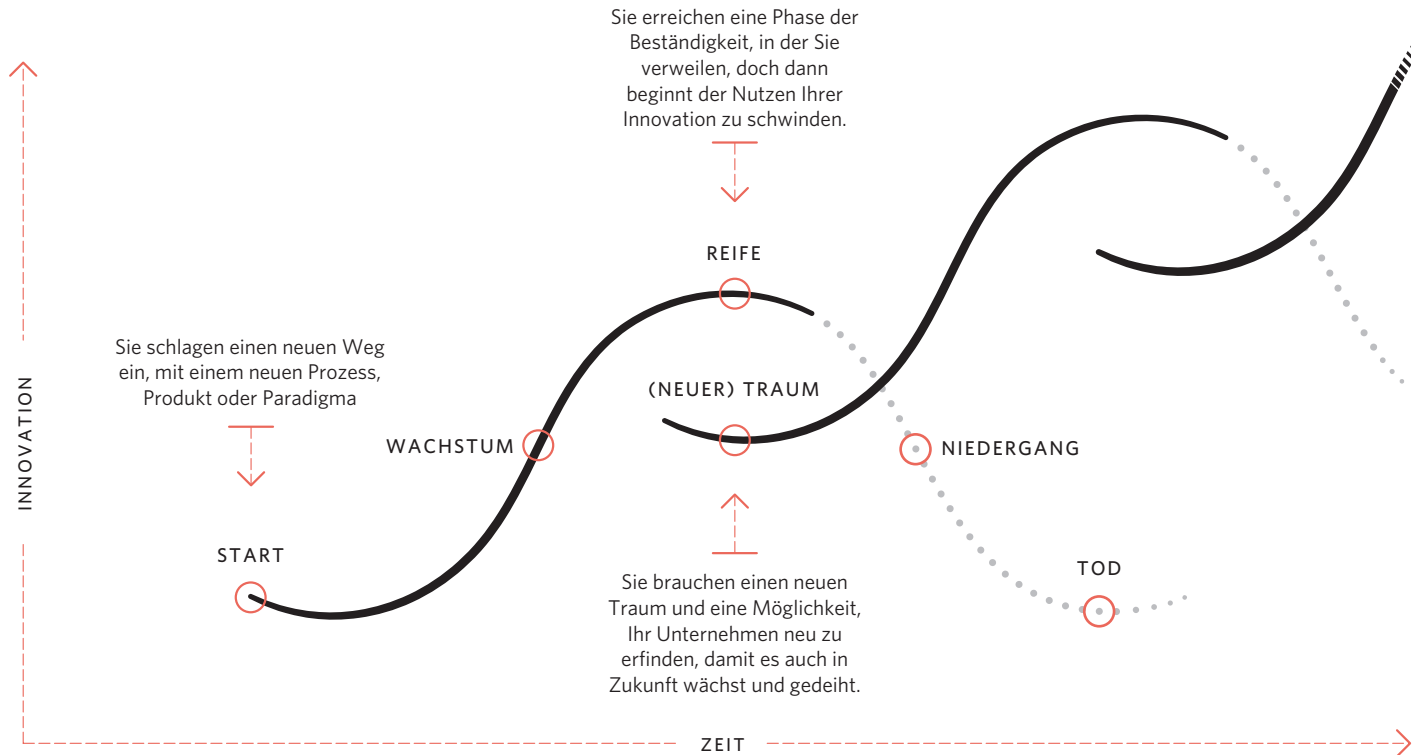 Sie erreichen eine Phase der
Beständigkeit, in der Sie
verweilen, doch dann
beginnt der Nutzen Ihrer
Innovation zu schwinden.
REIFE
Sie schlagen einen neuen Weg
ein, mit einem neuen Prozess,
Produkt oder Paradigma
(NEUER) TRAUM
WACHSTUM
NIEDERGANG
INNOVATION
START
TOD
Sie brauchen einen neuen
Traum und eine Möglichkeit,
Ihr Unternehmen neu zu
erfinden, damit es auch in
Zukunft wächst und gedeiht.
ZEIT